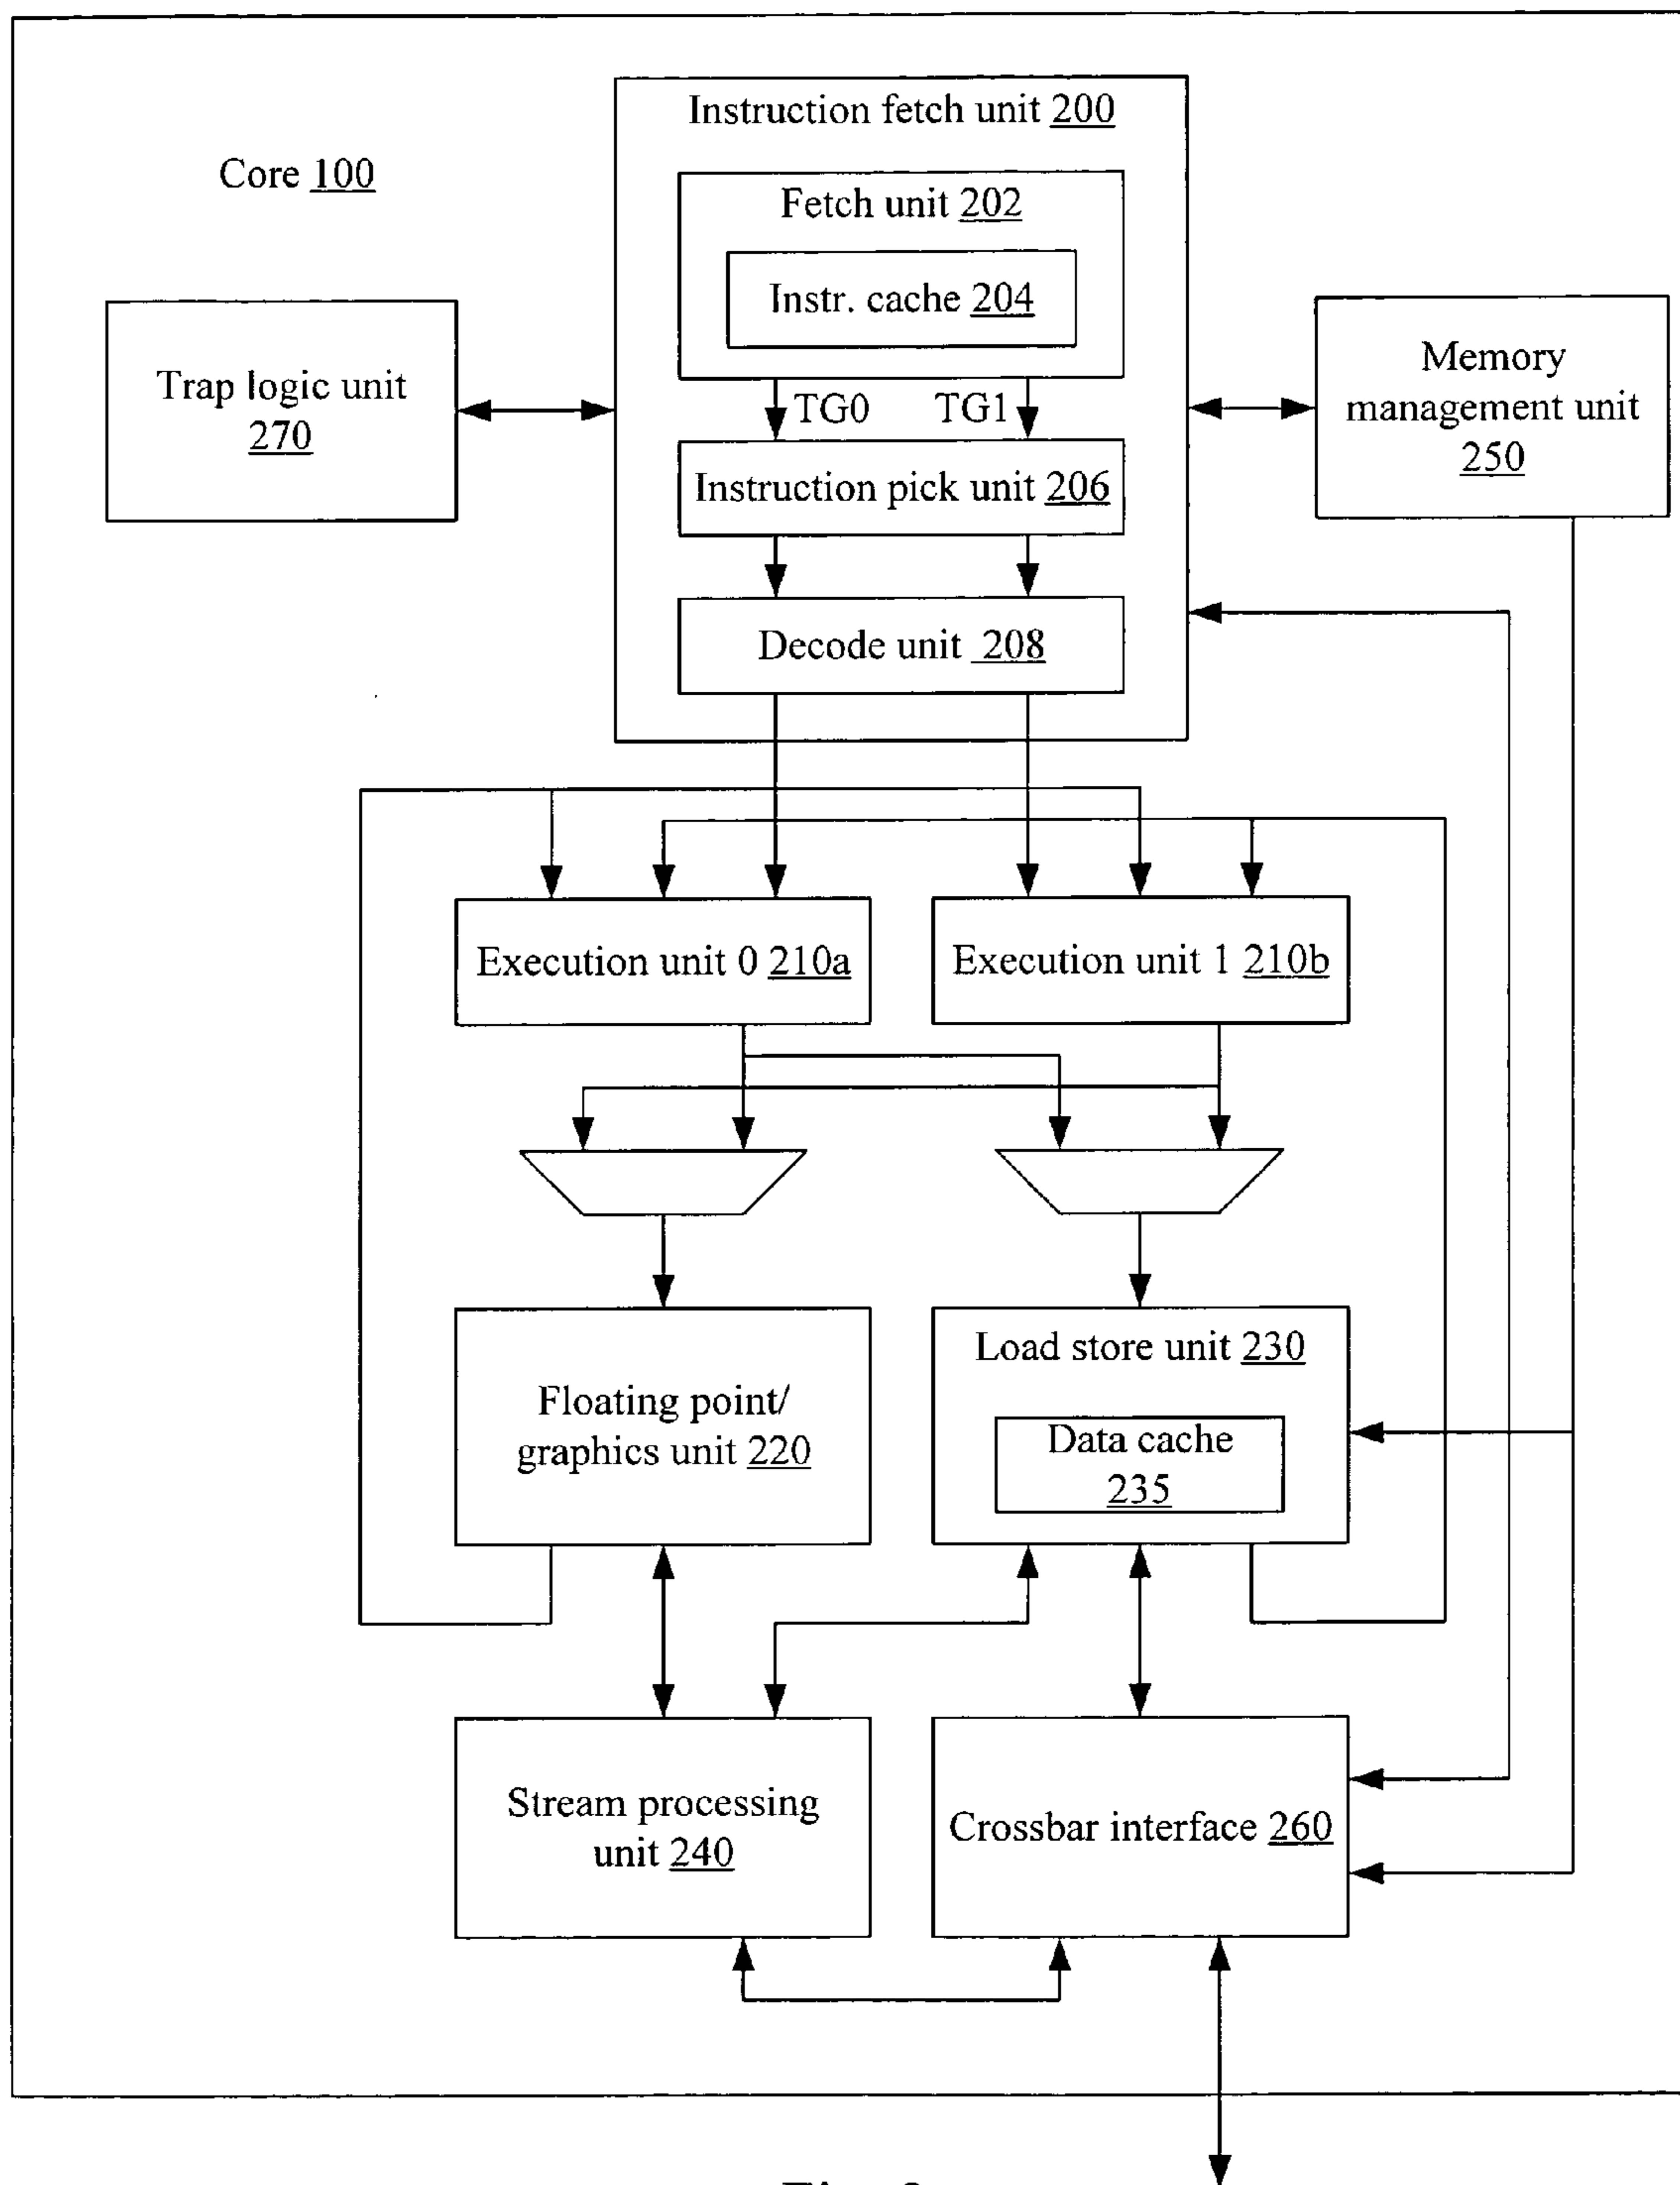 Instruction fetch unit 200
Core 100
Fetch unit 202
Instr. cache 204
Trap logic unit
270
Memory
management unit
250
TG0
TG1
Instruction pick unit 206
Decode unit 208
Execution unit 0 210a
Execution unit 1 210b
Floating point/
graphics unit 220
Load store unit 230
Data cache
235
Stream processing
unit 240
Crossbar interface 260